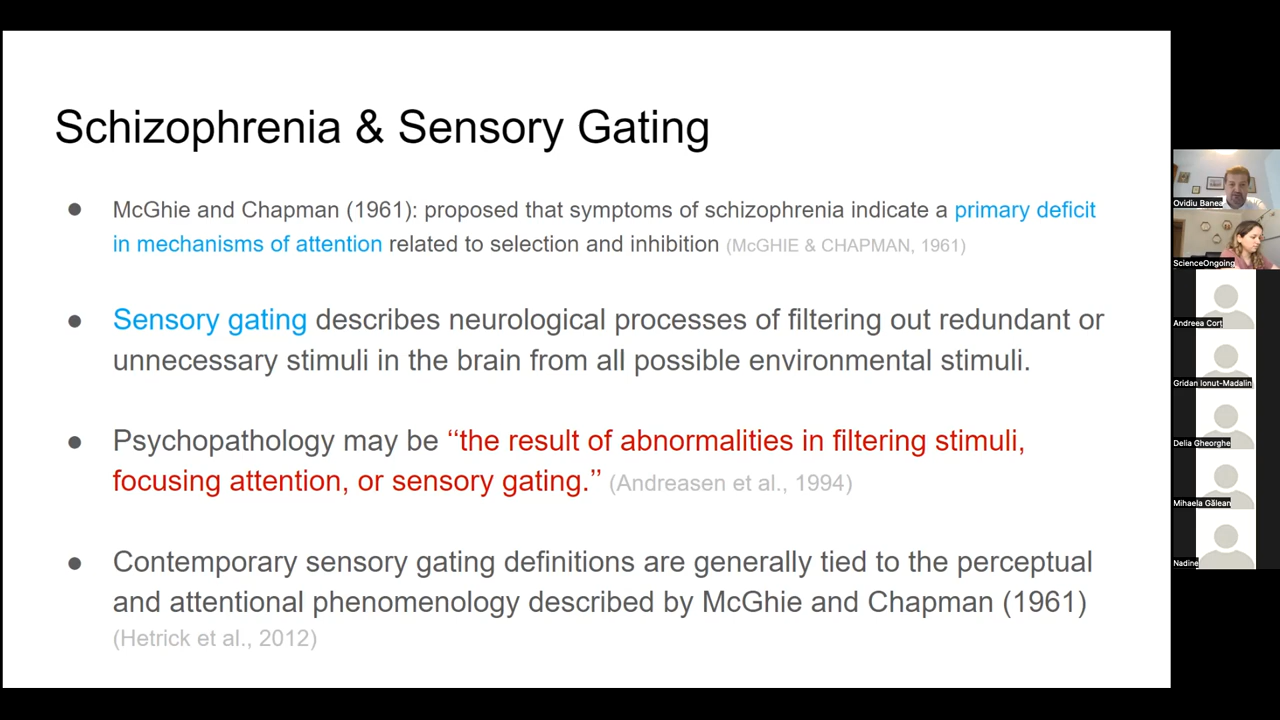 Schizophrenia & Sensory Gating
● McGhie and Chapman (1961): proposed that symptoms of schizophrenia indicate a primary deficit
in mechanisms of attention related to selection and inhibition (McGHIE & CHAPMAN, 1961)
● Sensory gating describes neurological processes of filtering out redundant or
unnecessary stimuli in the brain from all possible environmental stimuli.
● Psychopathology may be ‘‘the result of abnormalities in filtering stimuli,
focusing attention, or sensory gating.’’ (Andreasen et al., 1994)
● Contemporary sensory gating definitions are generally tied to the perceptual
and attentional phenomenology described by McGhie and Chapman (1961)
(Hetrick et al., 2012)
Ovidiu Banea
ScienceOngoing
Andreea Corț
Gridan Ionut-Madalin
Delia Gheorghe
Mihaela Gălean
Nadine